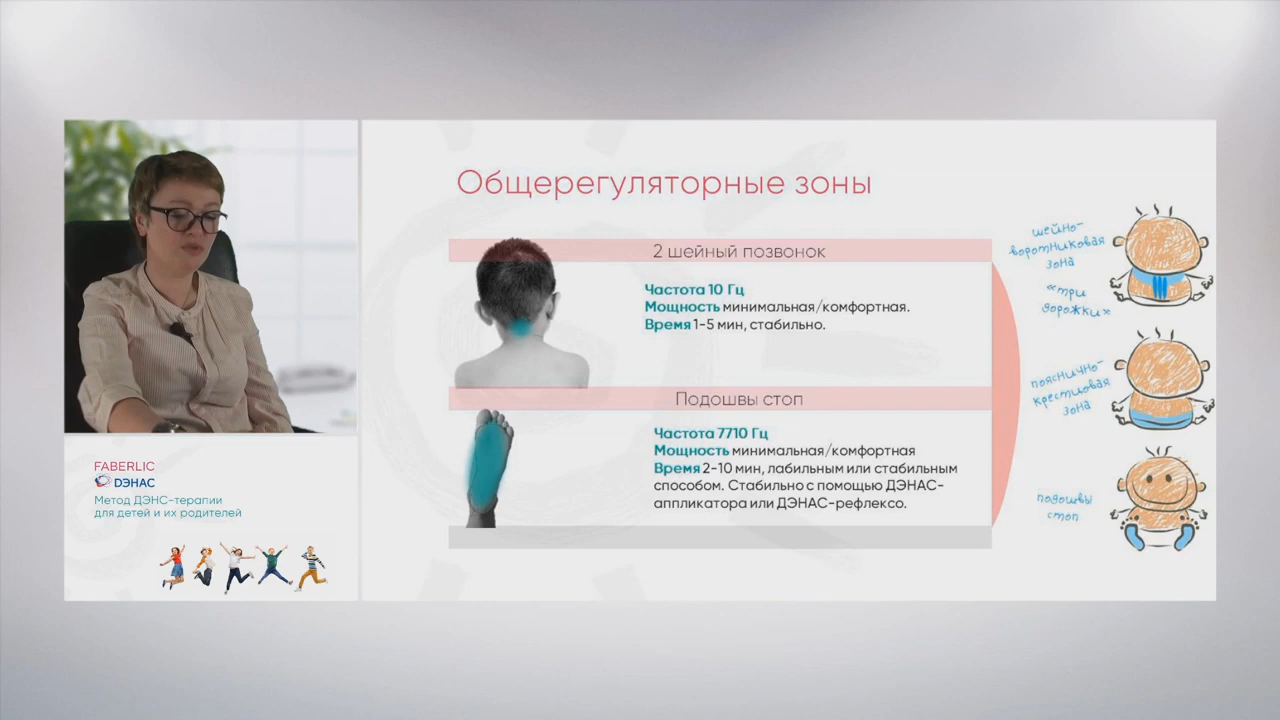 Общерегуляторные зоны
2 шейный позвонок
Частота 10 Гц
Мощность минимальная/комфортная.
Время 1-5 мин, стабильно.
Подошвы стоп
Частота 7710 Гц
Мощность минимальная/комфортная
Время 2-10 мин, лабильным или стабильным
способом. Стабильно с помощью ДЭНАС-
аппликатора или ДЭНАС-рефлексо.
шейно-
воротниковая
зона
«три
дорожки»
пояснично-
крестцовая
зона
подошвы
стоп
FABERLIC
ДЭНАС
Метод ДЭНС-терапии
для детей и их родителей